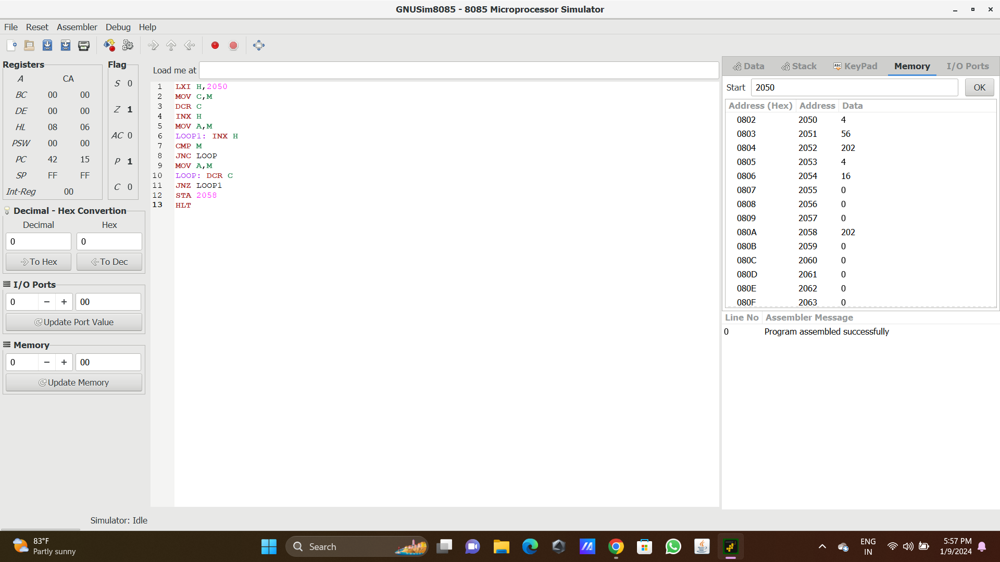 GNUSim8085 - 8085 Microprocessor Simulator
File Reset Assembler Debug Help
Registers
A CA
BC 00 00
DE 00 00
HL 08 06
PSW 00 00
PC 42 15
SP FF FF
Int-Reg 00
Flag
S 0
Z 1
AC 0
P 1
C 0
Decimal - Hex Convertion
Decimal Hex
0 0
To Hex To Dec
I/O Ports
0 − + 00
Update Port Value
Memory
0 − + 00
Update Memory
Load me at
1 LXI H,2050
2 MOV C,M
3 DCR C
4 INX H
5 MOV A,M
6 LOOP1: INX H
7 CMP M
8 JNC LOOP
9 MOV A,M
10 LOOP: DCR C
11 JNZ LOOP1
12 STA 2058
13 HLT
Data Stack Abc KeyPad Memory I/O Ports
Start 2050 OK
Address (Hex) Address Data
0802 2050 4
0803 2051 56
0804 2052 202
0805 2053 4
0806 2054 16
0807 2055 0
0808 2056 0
0809 2057 0
080A 2058 202
080B 2059 0
080C 2060 0
080D 2061 0
080E 2062 0
080F 2063 0
Line No Assembler Message
0 Program assembled successfully
Simulator: Idle
83°F
Partly sunny
Search
ENG
IN
5:57 PM
1/9/2024